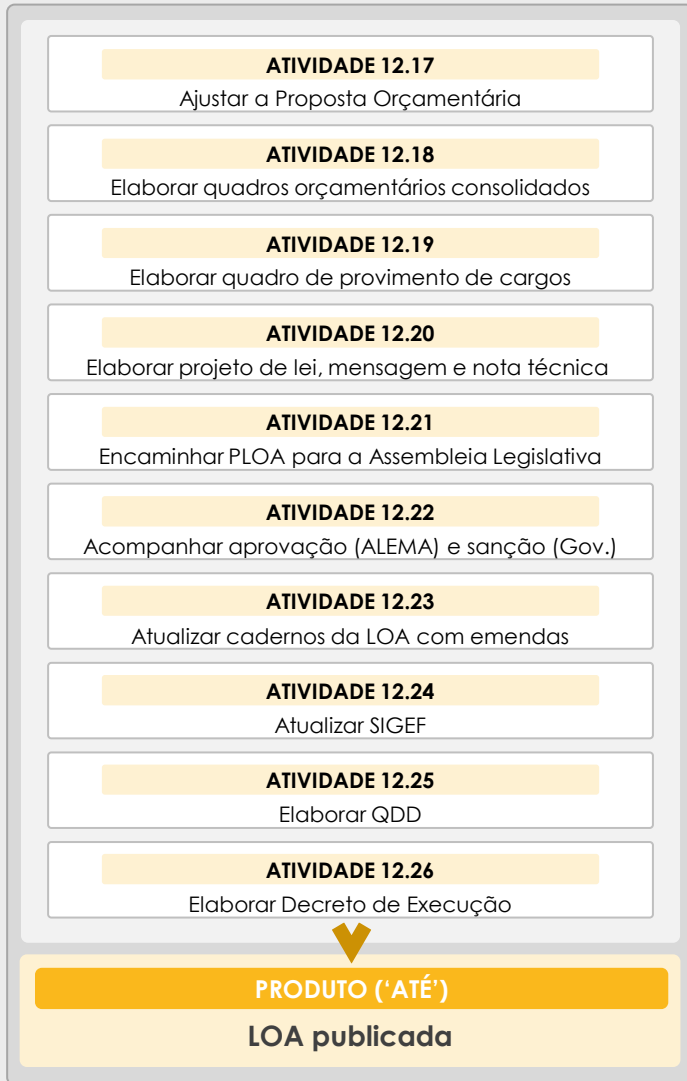 ATIVIDADE 12.17
Ajustar a Proposta Orçamentária
ATIVIDADE 12.18
Elaborar quadros orçamentários consolidados
ATIVIDADE 12.19
Elaborar quadro de provimento de cargos
ATIVIDADE 12.20
Elaborar projeto de lei, mensagem e nota técnica
ATIVIDADE 12.21
Encaminhar PLOA para a Assembleia Legislativa
ATIVIDADE 12.22
Acompanhar aprovação (ALEMA) e sanção (Gov.)
ATIVIDADE 12.23
Atualizar cadernos da LOA com emendas
ATIVIDADE 12.24
Atualizar SIGEF
ATIVIDADE 12.25
Elaborar QDD
ATIVIDADE 12.26
Elaborar Decreto de Execução
PRODUTO (‘ATÉ’)
LOA publicada